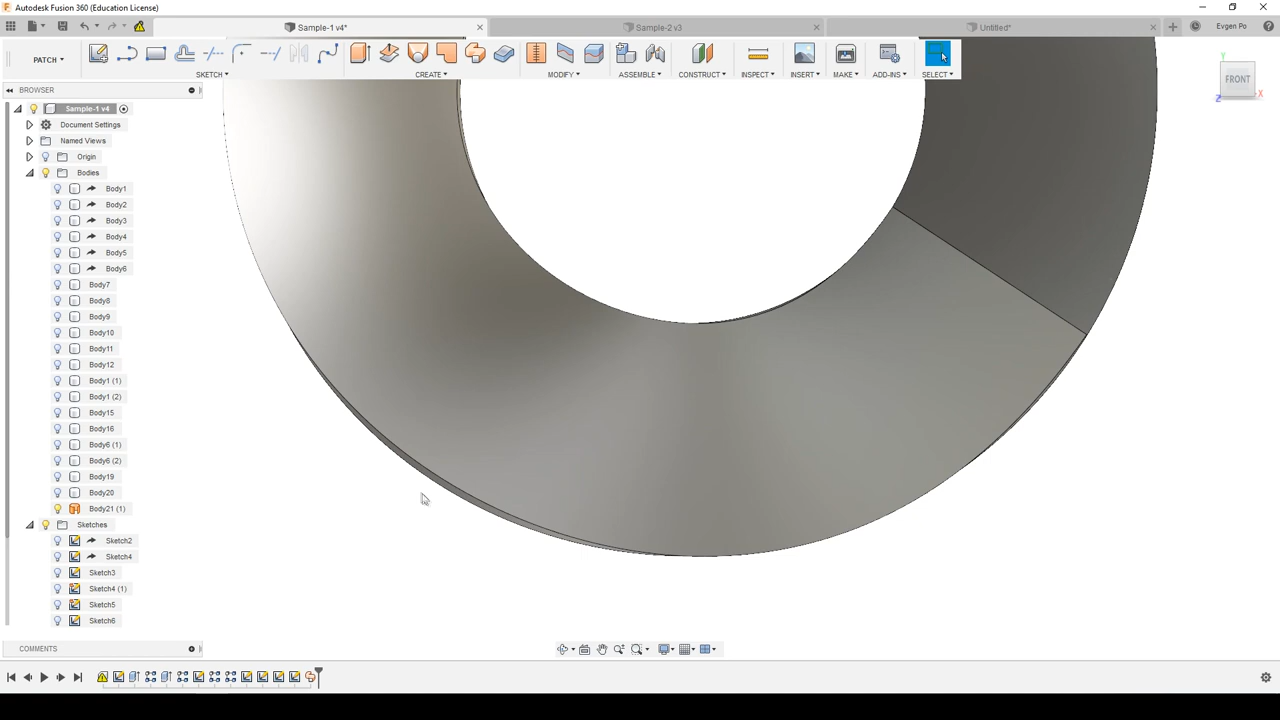 Autodesk Fusion 360 (Education License)
Sample-1 v4*
Sample-2 v3
Untitled*
Evgen Po
PATCH
SKETCH
CREATE
MODIFY
ASSEMBLE
CONSTRUCT
INSPECT
INSERT
MAKE
ADD-INS
SELECT
BROWSER
Sample-1 v4
Document Settings
Named Views
Origin
Bodies
Body1
Body2
Body3
Body4
Body5
Body6
Body7
Body8
Body9
Body10
Body11
Body12
Body1 (1)
Body1 (2)
Body15
Body16
Body6 (1)
Body6 (2)
Body19
Body20
Body21 (1)
Sketches
Sketch2
Sketch4
Sketch3
Sketch4 (1)
Sketch5
Sketch6
Y
FRONT
Z
X
COMMENTS